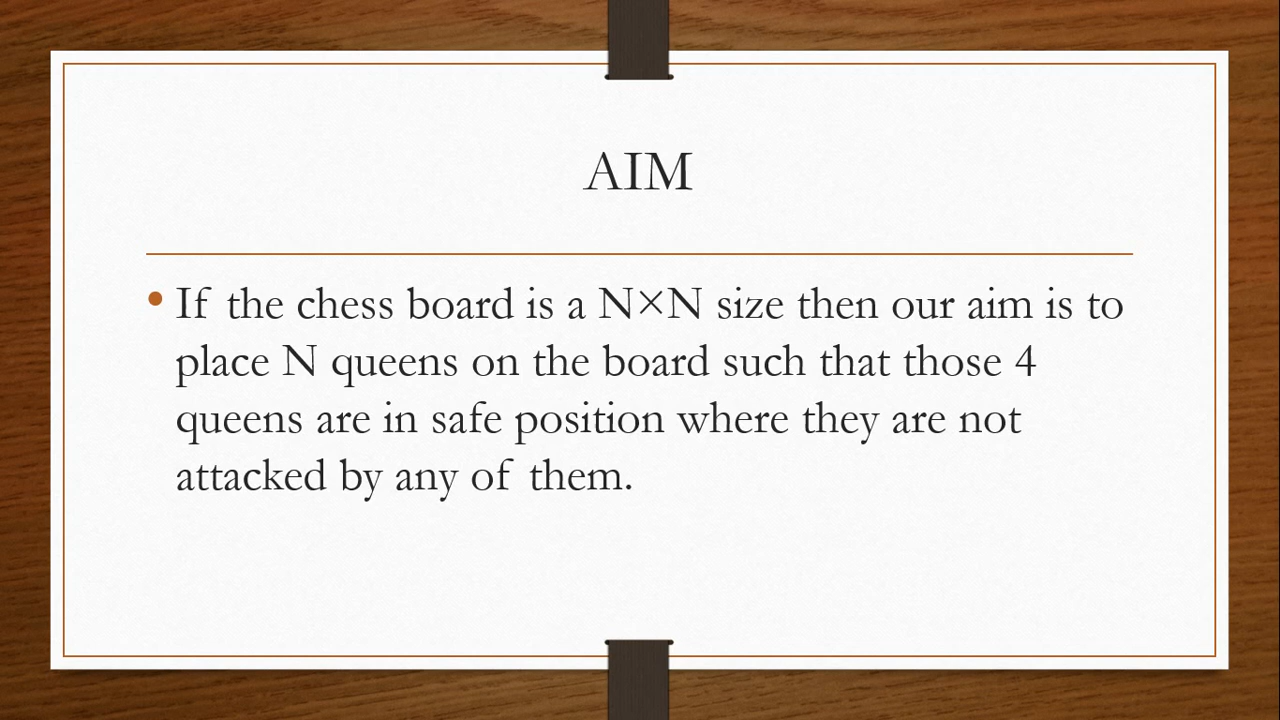 AIM
• If the chess board is a N×N size then our aim is to
place N queens on the board such that those 4
queens are in safe position where they are not
attacked by any of them.